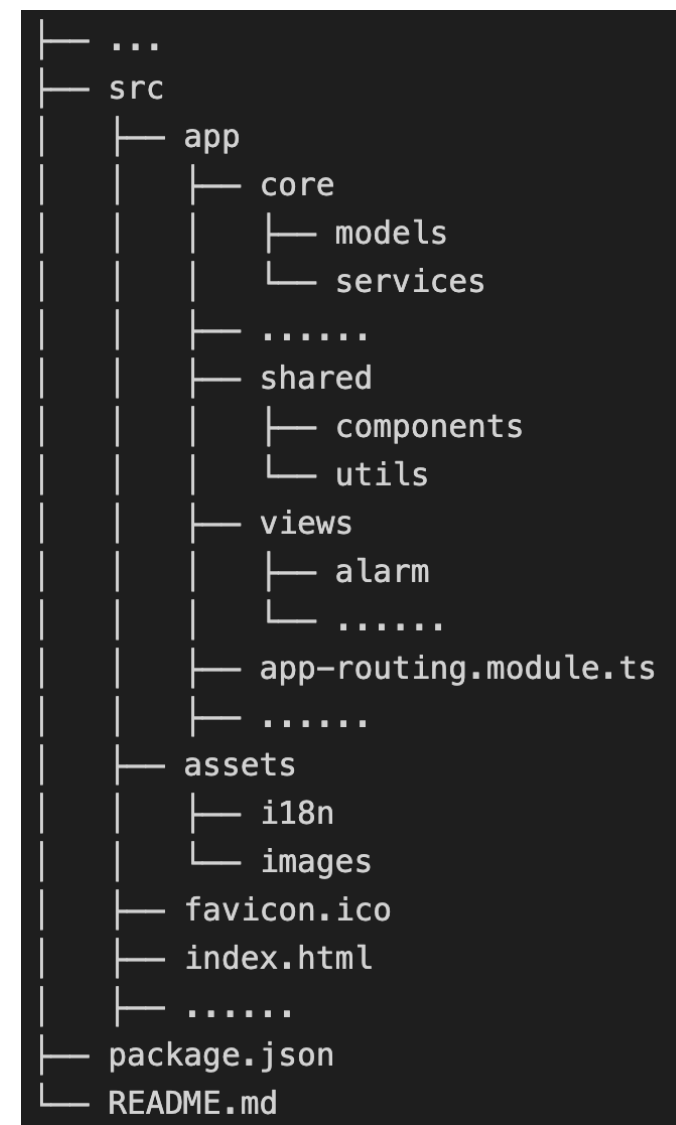 ├── ...
├── src
│   ├── app
│   │   ├── core
│   │   │   ├── models
│   │   │   └── services
│   │   ├── ......
│   │   ├── shared
│   │   │   ├── components
│   │   │   └── utils
│   │   ├── views
│   │   │   ├── alarm
│   │   │   └── ......
│   │   ├── app-routing.module.ts
│   │   ├── ......
│   ├── assets
│   │   ├── i18n
│   │   └── images
│   ├── favicon.ico
│   ├── index.html
│   ├── ......
├── package.json
└── README.md